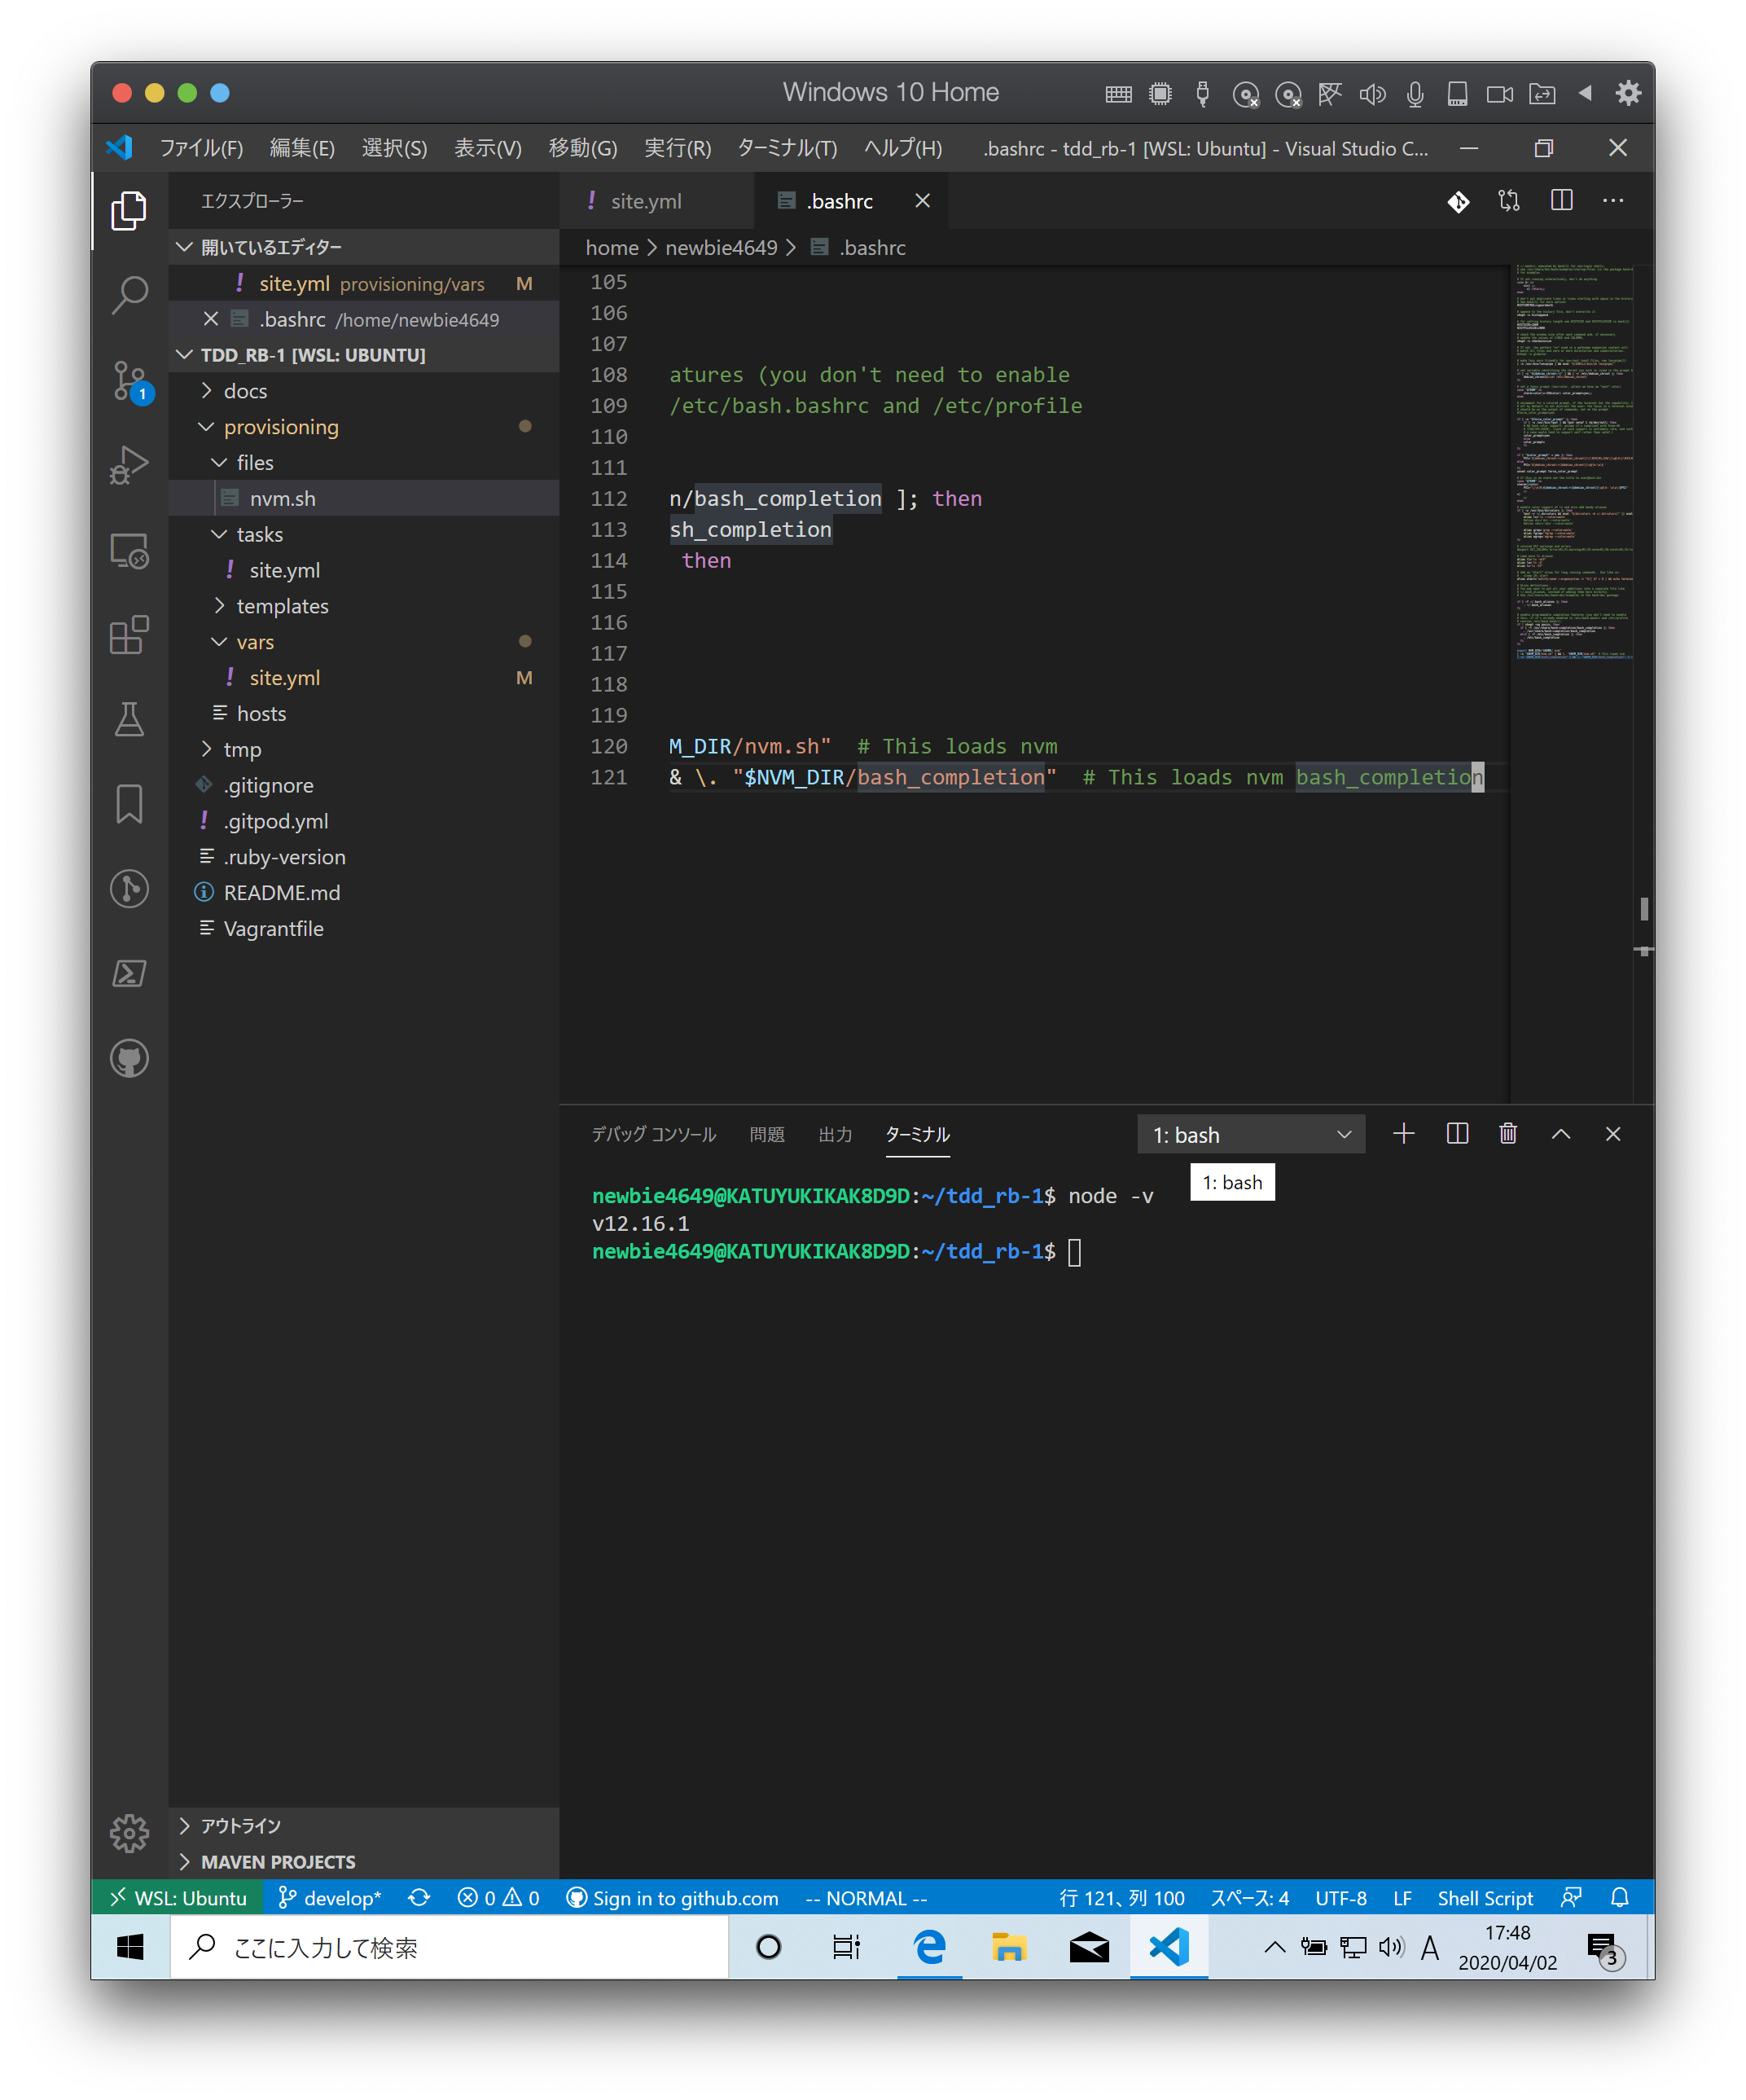 Windows 10 Home
ファイル(F) 編集(E) 選択(S) 表示(V) 移動(G) 実行(R) ターミナル(T) ヘルプ(H) .bashrc - tdd_rb-1 [WSL: Ubuntu] - Visual Studio C...
エクスプローラー
開いているエディター
! site.yml provisioning/vars M
.bashrc /home/newbie4649
TDD_RB-1 [WSL: UBUNTU]
docs
provisioning
files
nvm.sh
tasks
! site.yml
templates
vars
! site.yml M
hosts
tmp
.gitignore
! .gitpod.yml
.ruby-version
README.md
Vagrantfile
アウトライン
MAVEN PROJECTS
1
! site.yml
.bashrc
home > newbie4649 > .bashrc
105
106
107
108 atures (you don't need to enable
109 /etc/bash.bashrc and /etc/profile
110
111
112 n/bash_completion ]; then
113 sh_completion
114 then
115
116
117
118
119
120 M_DIR/nvm.sh"  # This loads nvm
121 & \. "$NVM_DIR/bash_completion"  # This loads nvm bash_completion
デバッグ コンソール 問題 出力 ターミナル 1: bash
1: bash
newbie4649@KATUYUKIKAK8D9D:~/tdd_rb-1$ node -v
v12.16.1
newbie4649@KATUYUKIKAK8D9D:~/tdd_rb-1$
WSL: Ubuntu develop* 0 0 Sign in to github.com -- NORMAL -- 行 121、列 100 スペース: 4 UTF-8 LF Shell Script
ここに入力して検索
A
17:48
2020/04/02
3